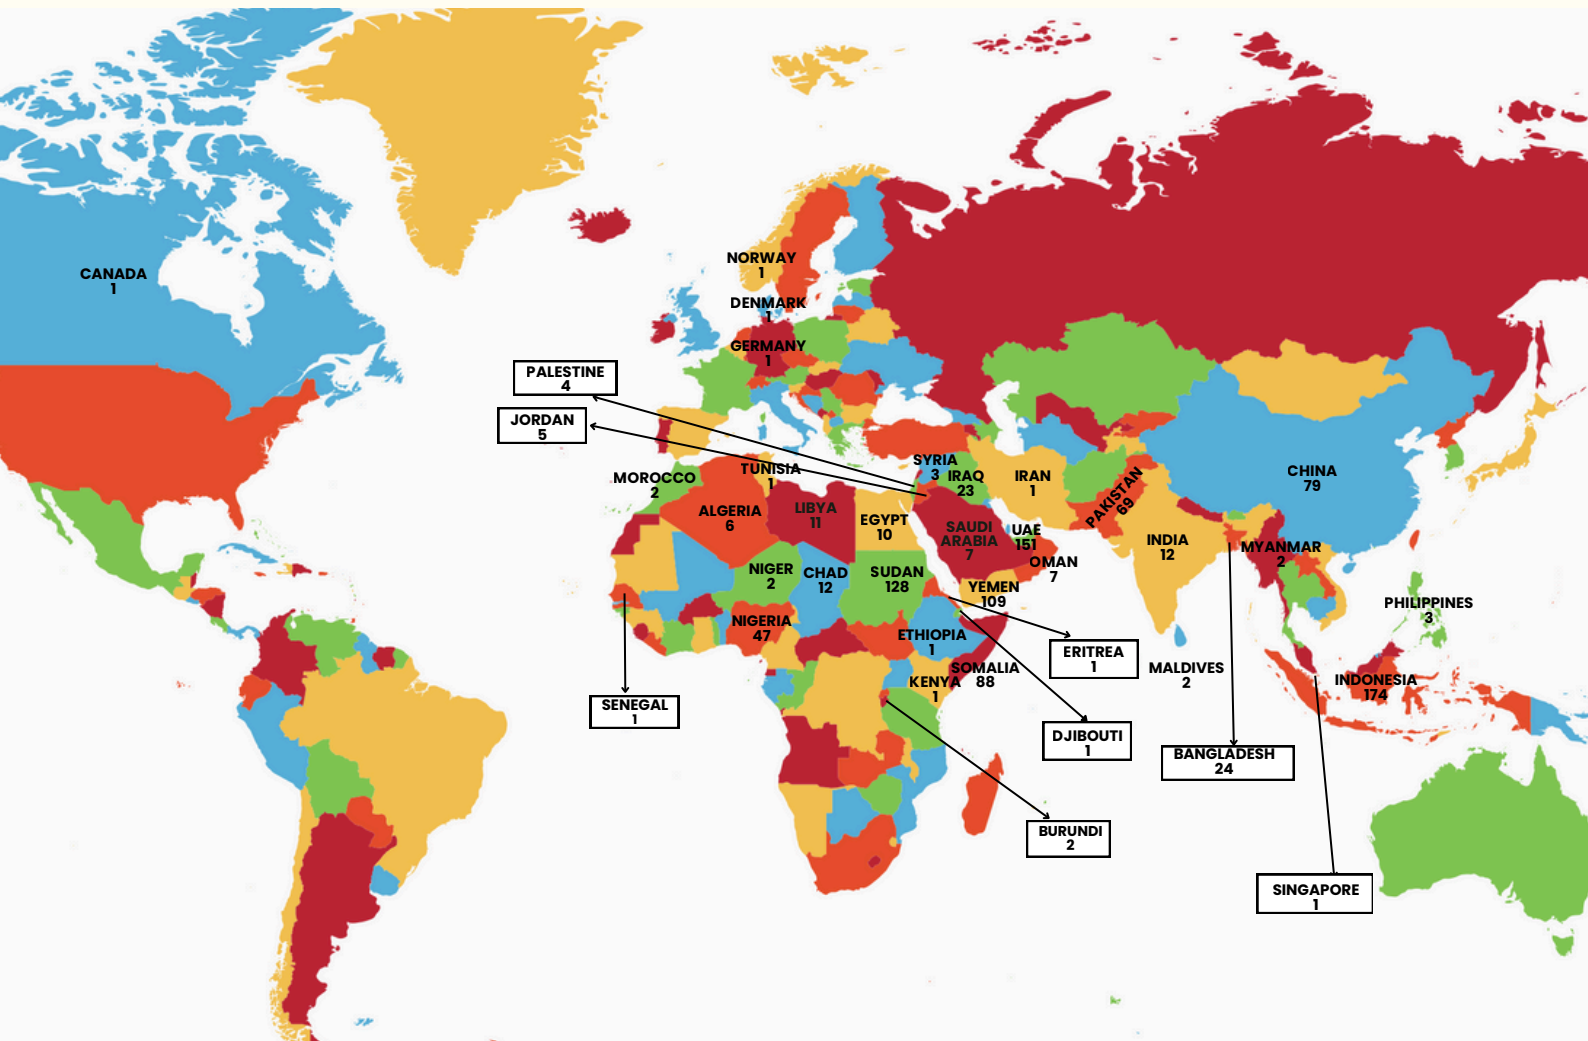 CANADA
1
NORWAY
1
DENMARK
1
GERMANY
1
PALESTINE
4
JORDAN
5
MOROCCO
2
TUNISIA
1
ALGERIA
6
LIBYA
11
EGYPT
10
SYRIA
3
IRAQ
23
IRAN
1
PAKISTAN
69
CHINA
79
SAUDI
ARABIA
7
UAE
151
OMAN
7
YEMEN
109
INDIA
12
MYANMAR
2
NIGER
2
CHAD
12
SUDAN
128
NIGERIA
47
ETHIOPIA
1
SOMALIA
88
KENYA
1
ERITREA
1
MALDIVES
2
PHILIPPINES
3
INDONESIA
174
SENEGAL
1
DJIBOUTI
1
BANGLADESH
24
BURUNDI
2
SINGAPORE
1